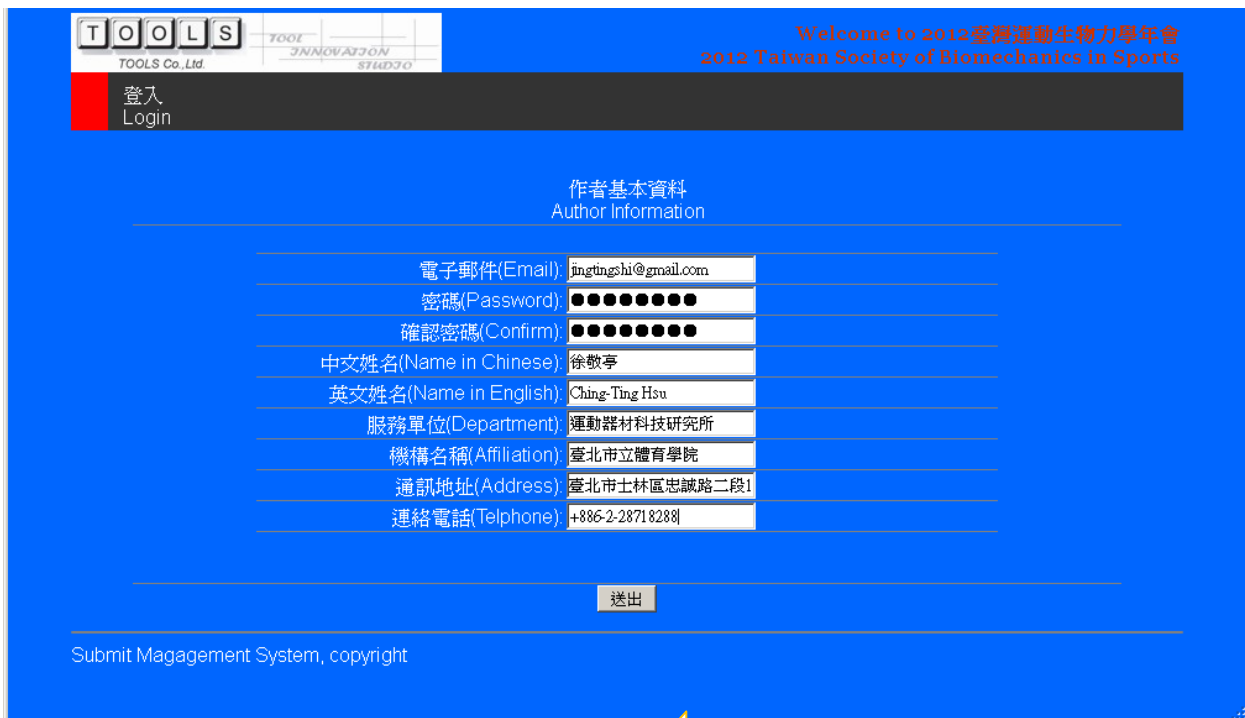 TOOLS
TOOLS Co.,Ltd.
TOOL
INNOVATION
STUDIO
Welcome to 2012臺灣運動生物力學年會
2012 Taiwan Society of Biomechanics in Sports
登入
Login
作者基本資料
Author Information
電子郵件(Email): jingtingshi@gmail.com
密碼(Password): ●●●●●●●●
確認密碼(Confirm): ●●●●●●●●
中文姓名(Name in Chinese): 徐敬亭
英文姓名(Name in English): Ching-Ting Hsu
服務單位(Department): 運動器材科技研究所
機構名稱(Affiliation): 臺北市立體育學院
通訊地址(Address): 臺北市士林區忠誠路二段1
連絡電話(Telphone): +886-2-28718288
送出
Submit Magagement System, copyright